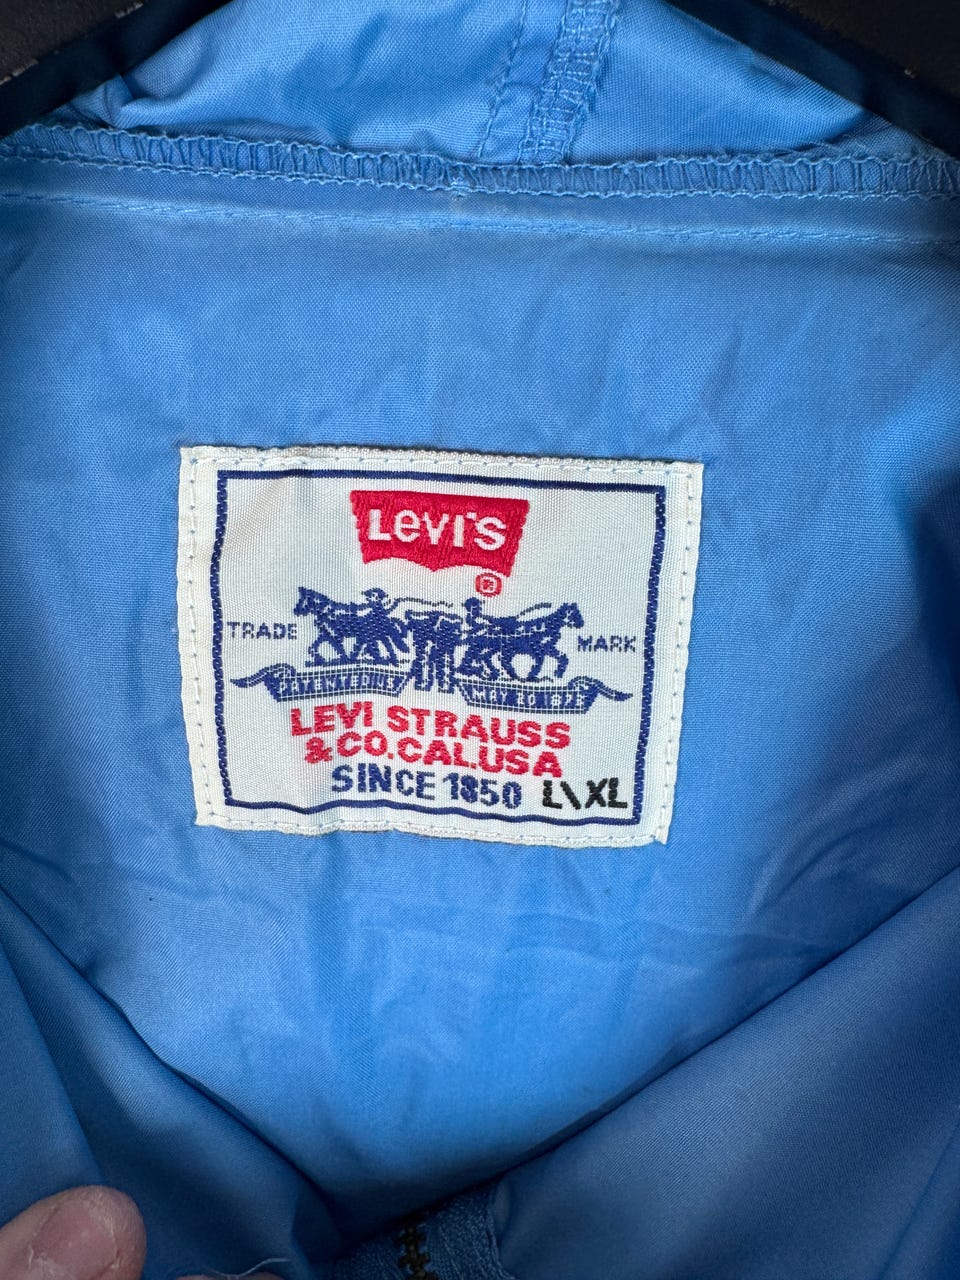 Levi's
®
TRADE MARK
LEVI STRAUSS
& CO. CAL.USA
SINCE 1850 L\XL